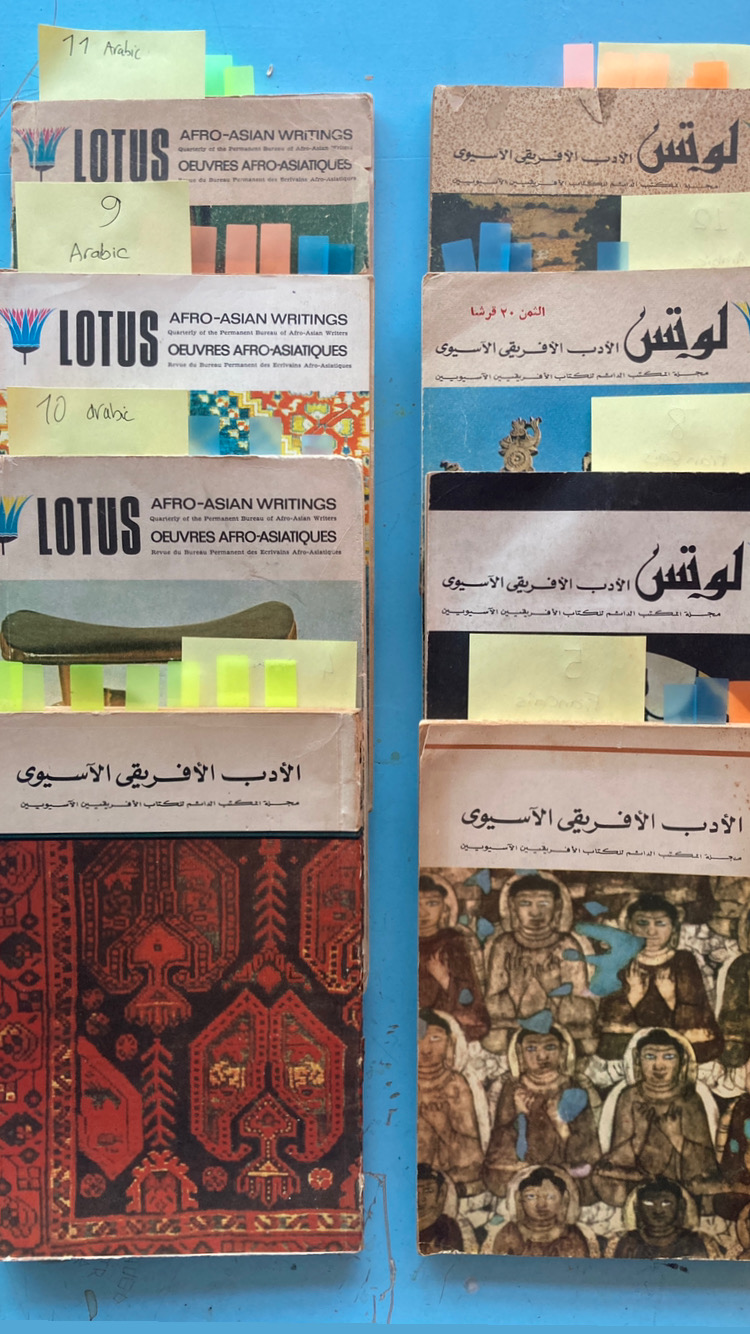 11 Arabic
LOTUS
AFRO-ASIAN WRITINGS
Quarterly of the Permanent Bureau of Afro-Asian Writers
OEUVRES AFRO-ASIATIQUES
Revue du Bureau Permanent des Ecrivains Afro-Asiatiques
9
Arabic
LOTUS
AFRO-ASIAN WRITINGS
Quarterly of the Permanent Bureau of Afro-Asian Writers
OEUVRES AFRO-ASIATIQUES
Revue du Bureau Permanent des Ecrivains Afro-Asiatiques
10 arabic
LOTUS
AFRO-ASIAN WRITINGS
Quarterly of the Permanent Bureau of Afro-Asian Writers
OEUVRES AFRO-ASIATIQUES
Revue du Bureau Permanent des Ecrivains Afro-Asiatiques
الأدب الأفريقى الآسيوى
مجلة المكتب الدائم للكتاب الأفريقيين الآسيويين
لوتس
الأدب الأفريقى الآسيوى
مجلة المكتب الدائم للكتاب الأفريقيين الآسيويين
الثمن ٢٠ قرشا
لوتس
الأدب الأفريقى الآسيوى
مجلة المكتب الدائم للكتاب الأفريقيين الآسيويين
لوتس
الأدب الأفريقى الآسيوى
مجلة المكتب الدائم للكتاب الأفريقيين الآسيويين
الأدب الأفريقى الآسيوى
مجلة المكتب الدائم للكتاب الأفريقيين الآسيويين